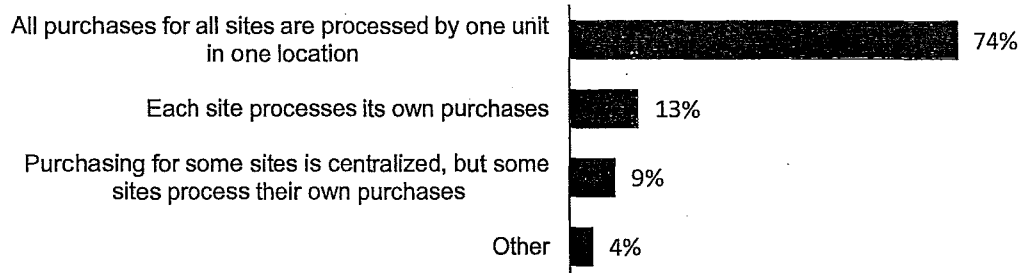 All purchases for all sites are processed by one unit
in one location
74%
Each site processes its own purchases
13%
Purchasing for some sites is centralized, but some
sites process their own purchases
9%
Other
4%